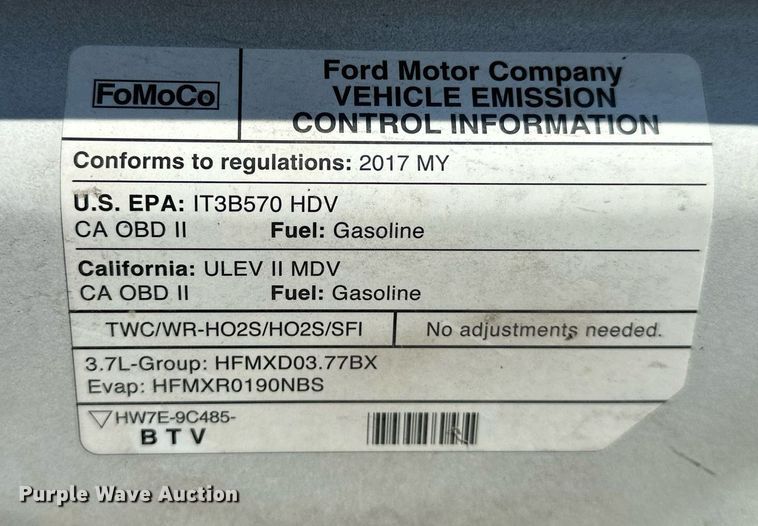 FoMoCo
Ford Motor Company
VEHICLE EMISSION
CONTROL INFORMATION
Conforms to regulations: 2017 MY
U.S. EPA: IT3B570 HDV
CA OBD II Fuel: Gasoline
California: ULEV II MDV
CA OBD II Fuel: Gasoline
TWC/WR-HO2S/HO2S/SFI No adjustments needed.
3.7L-Group: HFMXD03.77BX
Evap: HFMXR0190NBS
HW7E-9C485-
BTV
Purple Wave Auction